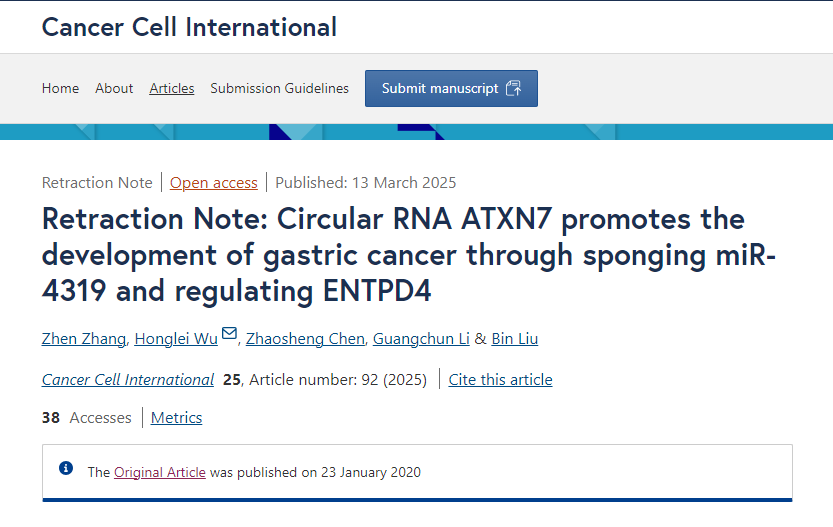 Cancer Cell International
Home About Articles Submission Guidelines Submit manuscript
Retraction Note Open access Published: 13 March 2025
Retraction Note: Circular RNA ATXN7 promotes the
development of gastric cancer through sponging miR-
4319 and regulating ENTPD4
Zhen Zhang, Honglei Wu, Zhaosheng Chen, Guangchun Li & Bin Liu
Cancer Cell International 25, Article number: 92 (2025) Cite this article
38 Accesses Metrics
The Original Article was published on 23 January 2020